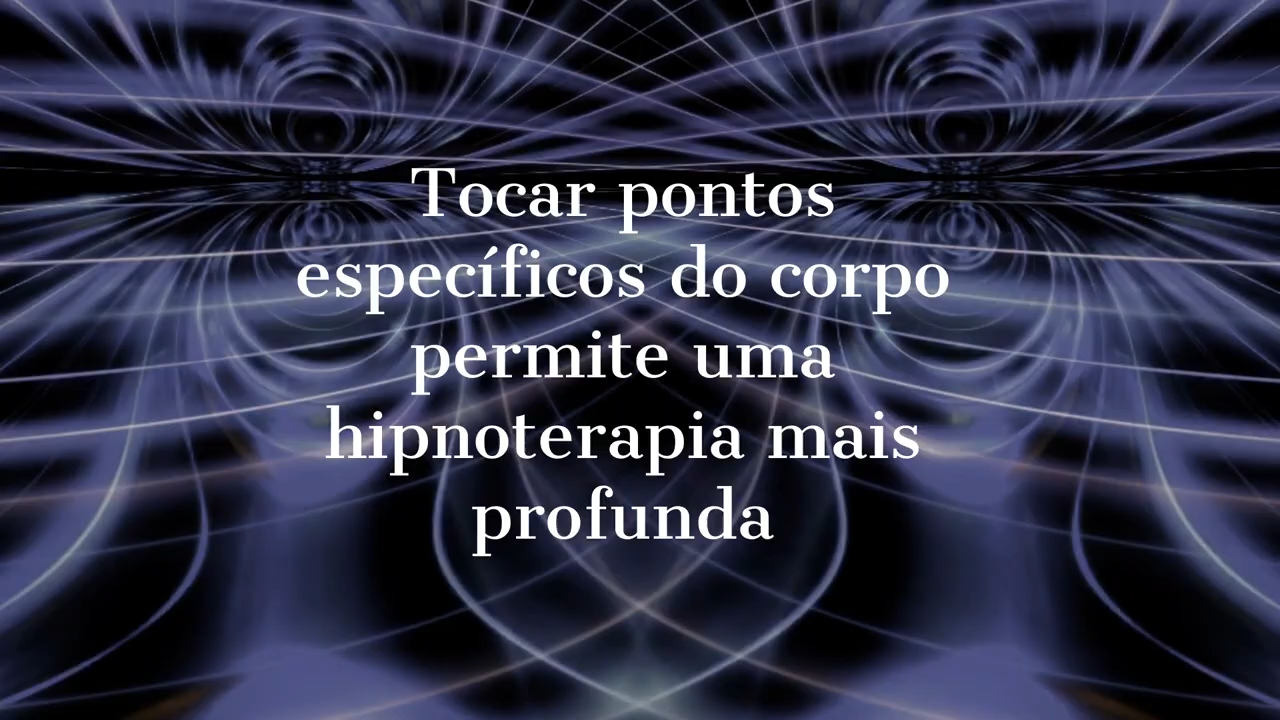 Tocar pontos
específicos do corpo
permite uma
hipnoterapia mais
profunda